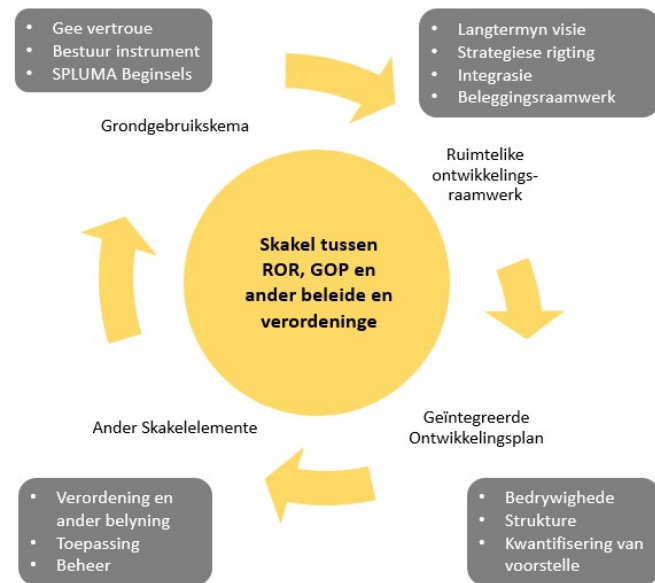 • Gee vertroue
• Bestuur instrument
• SPLUMA Beginsels
• Langtermyn visie
• Strategiese rigting
• Integrasie
• Beleggingsraamwerk
Grondgebruikskema
Ruimtelike
ontwikkelings-
raamwerk
Skakel tussen
ROR, GOP en
ander beleide en
verordeninge
Ander Skakelelemente
Geïntegreerde
Ontwikkelingsplan
• Verordening en
ander belyning
• Toepassing
• Beheer
• Bedrywighede
• Strukture
• Kwantifisering van
voorstelle